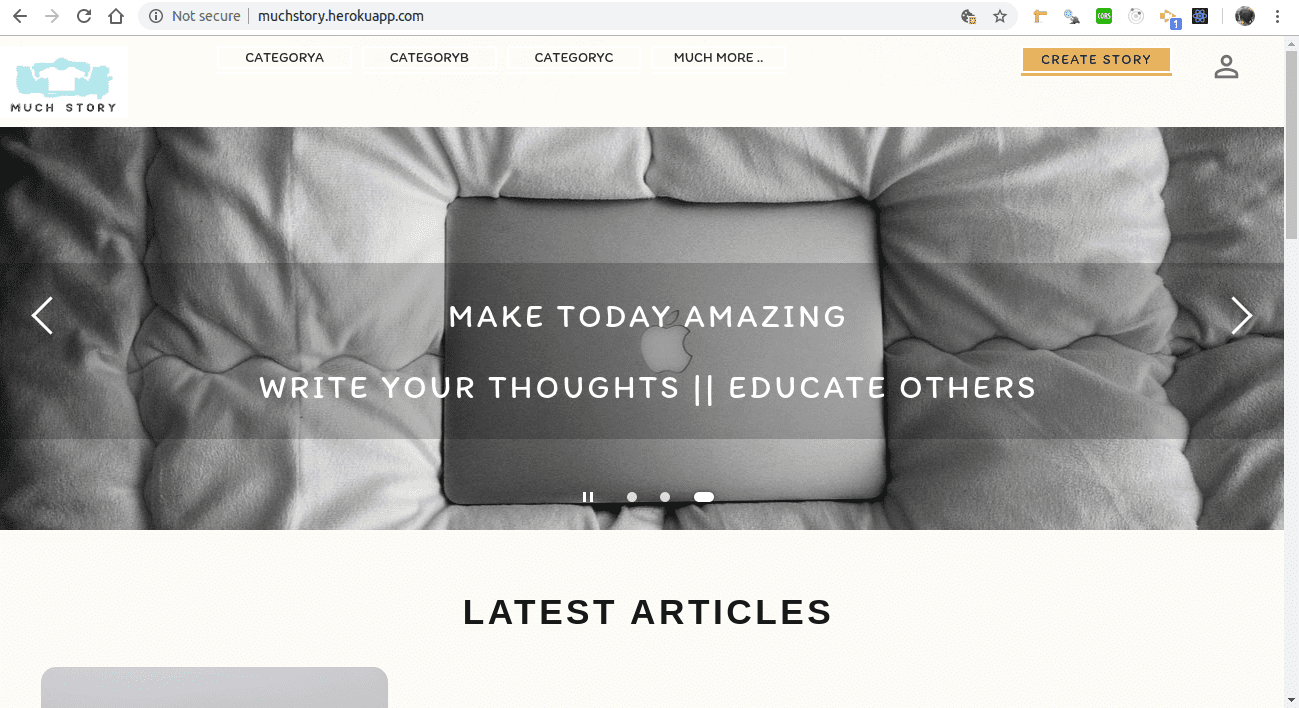 Not secure
muchstory.herokuapp.com
CORS
1
CATEGORYA
CATEGORYB
CATEGORYC
MUCH MORE ..
CREATE STORY
MUCH STORY
MAKE TODAY AMAZING
WRITE YOUR THOUGHTS || EDUCATE OTHERS
LATEST ARTICLES